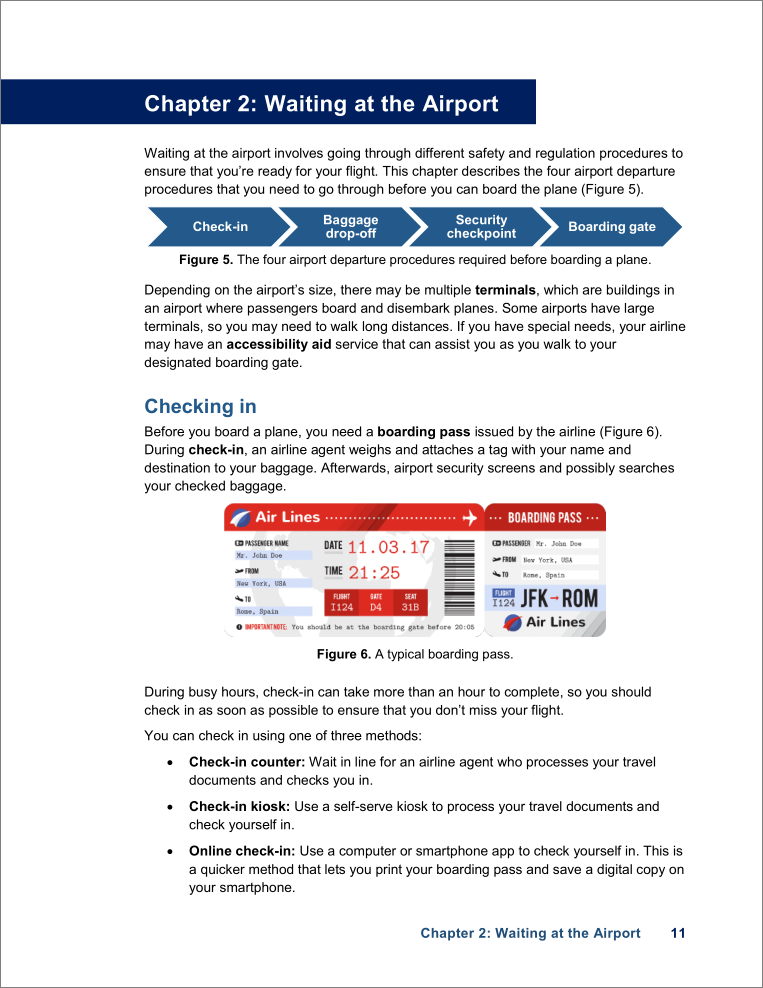 Chapter 2: Waiting at the Airport
Waiting at the airport involves going through different safety and regulation procedures to
ensure that you’re ready for your flight. This chapter describes the four airport departure
procedures that you need to go through before you can board the plane (Figure 5).
Check-in
Baggage
drop-off
Security
checkpoint
Boarding gate
Figure 5. The four airport departure procedures required before boarding a plane.
Depending on the airport’s size, there may be multiple terminals, which are buildings in
an airport where passengers board and disembark planes. Some airports have large
terminals, so you may need to walk long distances. If you have special needs, your airline
may have an accessibility aid service that can assist you as you walk to your
designated boarding gate.
Checking in
Before you board a plane, you need a boarding pass issued by the airline (Figure 6).
During check-in, an airline agent weighs and attaches a tag with your name and
destination to your baggage. Afterwards, airport security screens and possibly searches
your checked baggage.
Air Lines
PASSENGER NAME
Mr. John Doe
FROM
New York, USA
TO
Rome, Spain
DATE 11.03.17
TIME 21:25
FLIGHT GATE SEAT
I124 D4 31B
IMPORTANT NOTE: You should be at the boarding gate before 20:05
BOARDING PASS
PASSENGER Mr. John Doe
FROM New York, USA
TO Rome, Spain
FLIGHT
I124
JFK ROM
Air Lines
Figure 6. A typical boarding pass.
During busy hours, check-in can take more than an hour to complete, so you should
check in as soon as possible to ensure that you don’t miss your flight.
You can check in using one of three methods:
• Check-in counter: Wait in line for an airline agent who processes your travel
documents and checks you in.
• Check-in kiosk: Use a self-serve kiosk to process your travel documents and
check yourself in.
• Online check-in: Use a computer or smartphone app to check yourself in. This is
a quicker method that lets you print your boarding pass and save a digital copy on
your smartphone.
Chapter 2: Waiting at the Airport 11